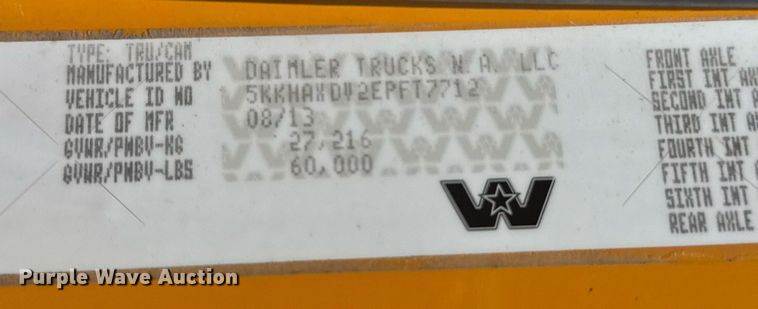 TYPE: TRU/CAM
MANUFACTURED BY DAIMLER TRUCKS N.A. LLC
VEHICLE ID NO 5KKHAXDV2EPFT7712
DATE OF MFR 08/13
GVWR/PNBV-KG 27,216
GVWR/PNBV-LBS 60,000
FRONT AXLE
FIRST INT AX
SECOND INT A
THIRD INT A
FOURTH INT
FIFTH INT
SIXTH INT
REAR AXLE
W
Purple Wave Auction